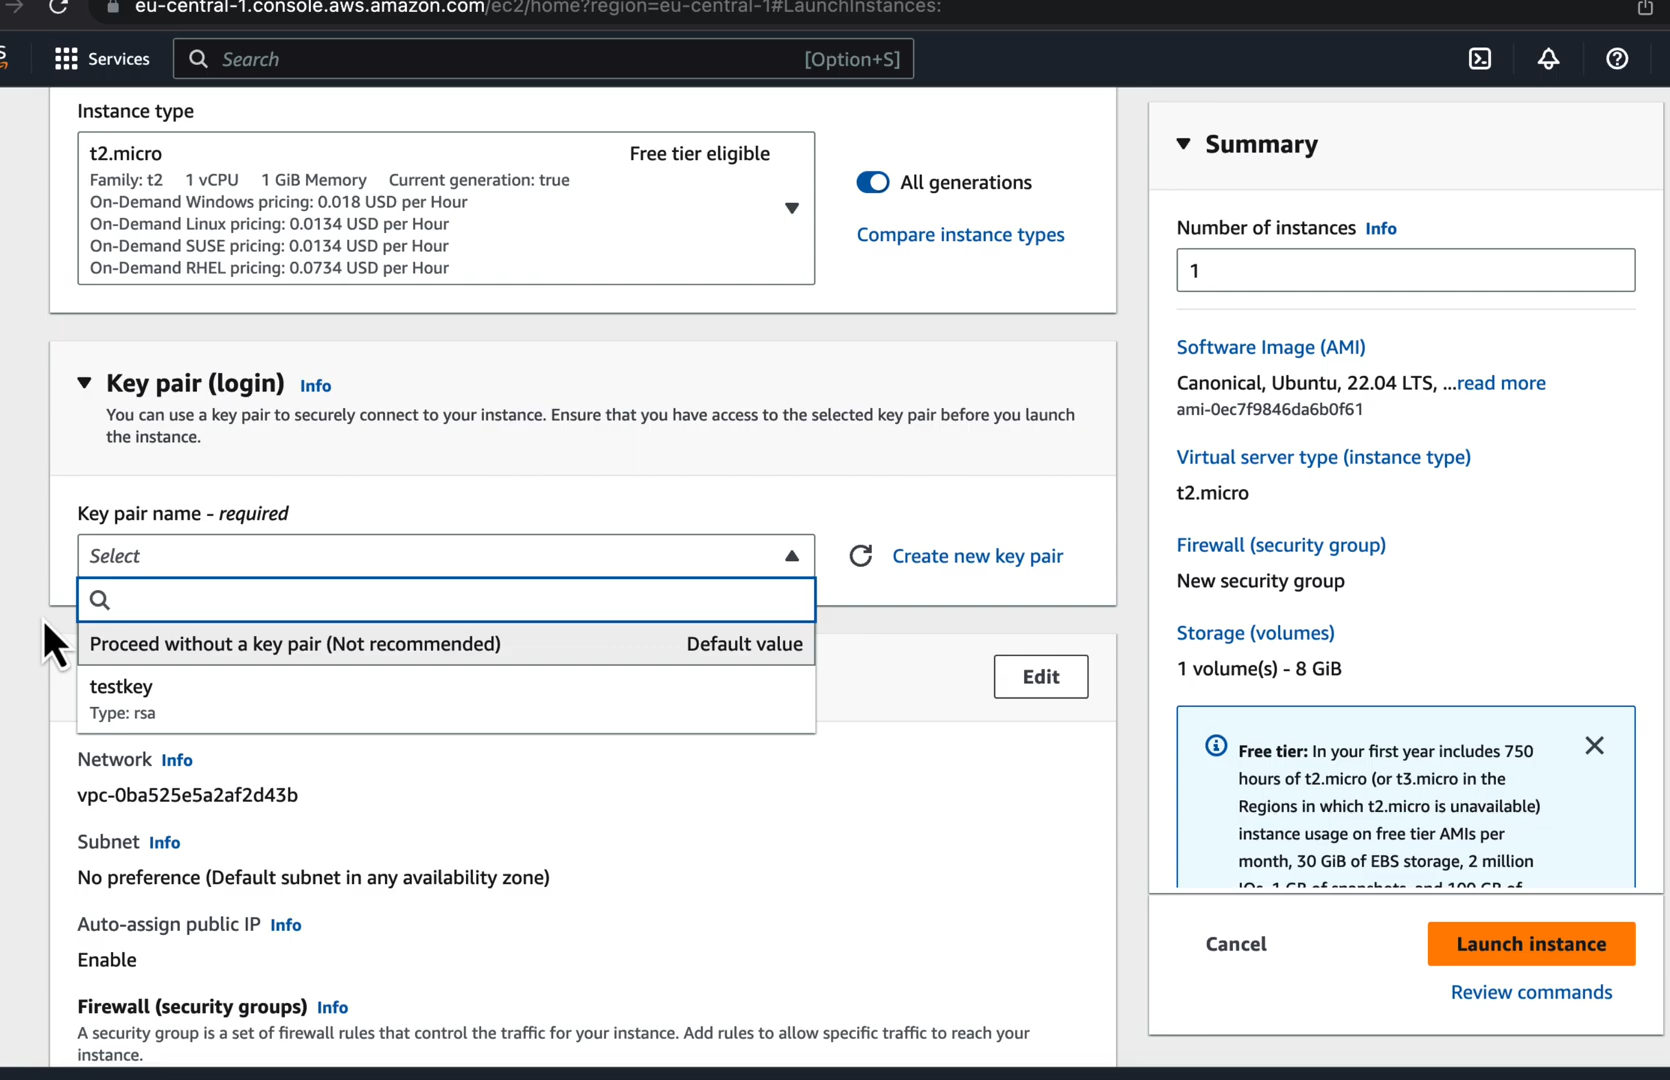 eu-central-1.console.aws.amazon.com/ec2/home?region=eu-central-1#LaunchInstances:
Services
Search
[Option+S]
Instance type
t2.micro
Free tier eligible
Family: t2 1 vCPU 1 GiB Memory Current generation: true
On-Demand Windows pricing: 0.018 USD per Hour
On-Demand Linux pricing: 0.0134 USD per Hour
On-Demand SUSE pricing: 0.0134 USD per Hour
On-Demand RHEL pricing: 0.0734 USD per Hour
All generations
Compare instance types
Key pair (login) Info
You can use a key pair to securely connect to your instance. Ensure that you have access to the selected key pair before you launch
the instance.
Key pair name - required
Select
Create new key pair
Proceed without a key pair (Not recommended)
Default value
testkey
Type: rsa
Edit
Network Info
vpc-0ba525e5a2af2d43b
Subnet Info
No preference (Default subnet in any availability zone)
Auto-assign public IP Info
Enable
Firewall (security groups) Info
A security group is a set of firewall rules that control the traffic for your instance. Add rules to allow specific traffic to reach your
instance.
Summary
Number of instances Info
1
Software Image (AMI)
Canonical, Ubuntu, 22.04 LTS, ...read more
ami-0ec7f9846da6b0f61
Virtual server type (instance type)
t2.micro
Firewall (security group)
New security group
Storage (volumes)
1 volume(s) - 8 GiB
Free tier: In your first year includes 750
hours of t2.micro (or t3.micro in the
Regions in which t2.micro is unavailable)
instance usage on free tier AMIs per
month, 30 GiB of EBS storage, 2 million
IOs, 1 GB of snapshots, and 100 GB of
Cancel
Launch instance
Review commands